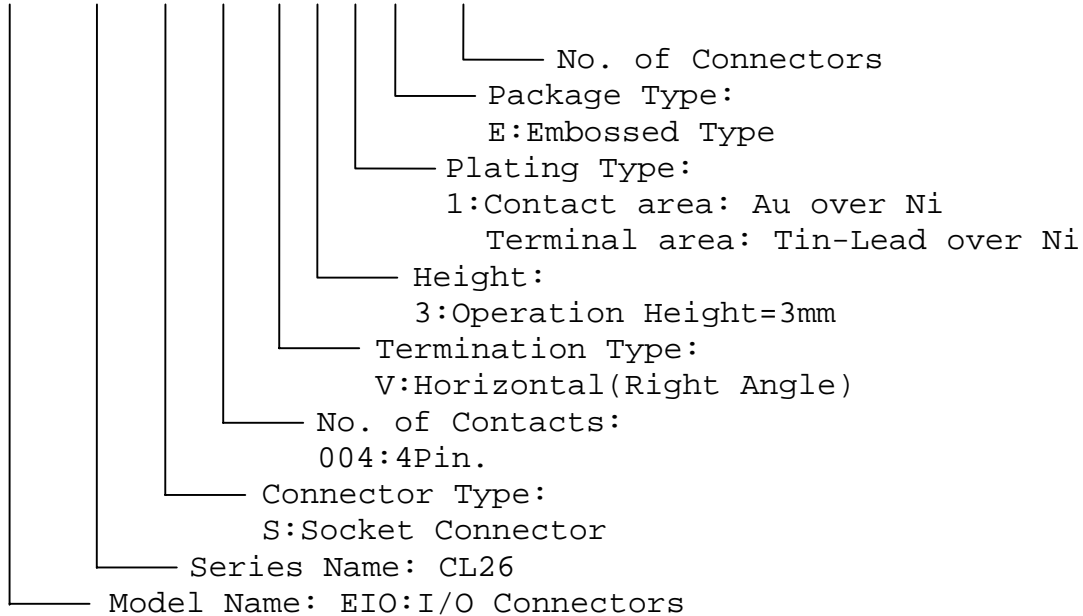 No. of Connectors
Package Type:
E:Embossed Type
Plating Type:
1:Contact area: Au over Ni
Terminal area: Tin-Lead over Ni
Height:
3:Operation Height=3mm
Termination Type:
V:Horizontal(Right Angle)
No. of Contacts:
004:4Pin.
Connector Type:
S:Socket Connector
Series Name: CL26
Model Name: EIO:I/O Connectors